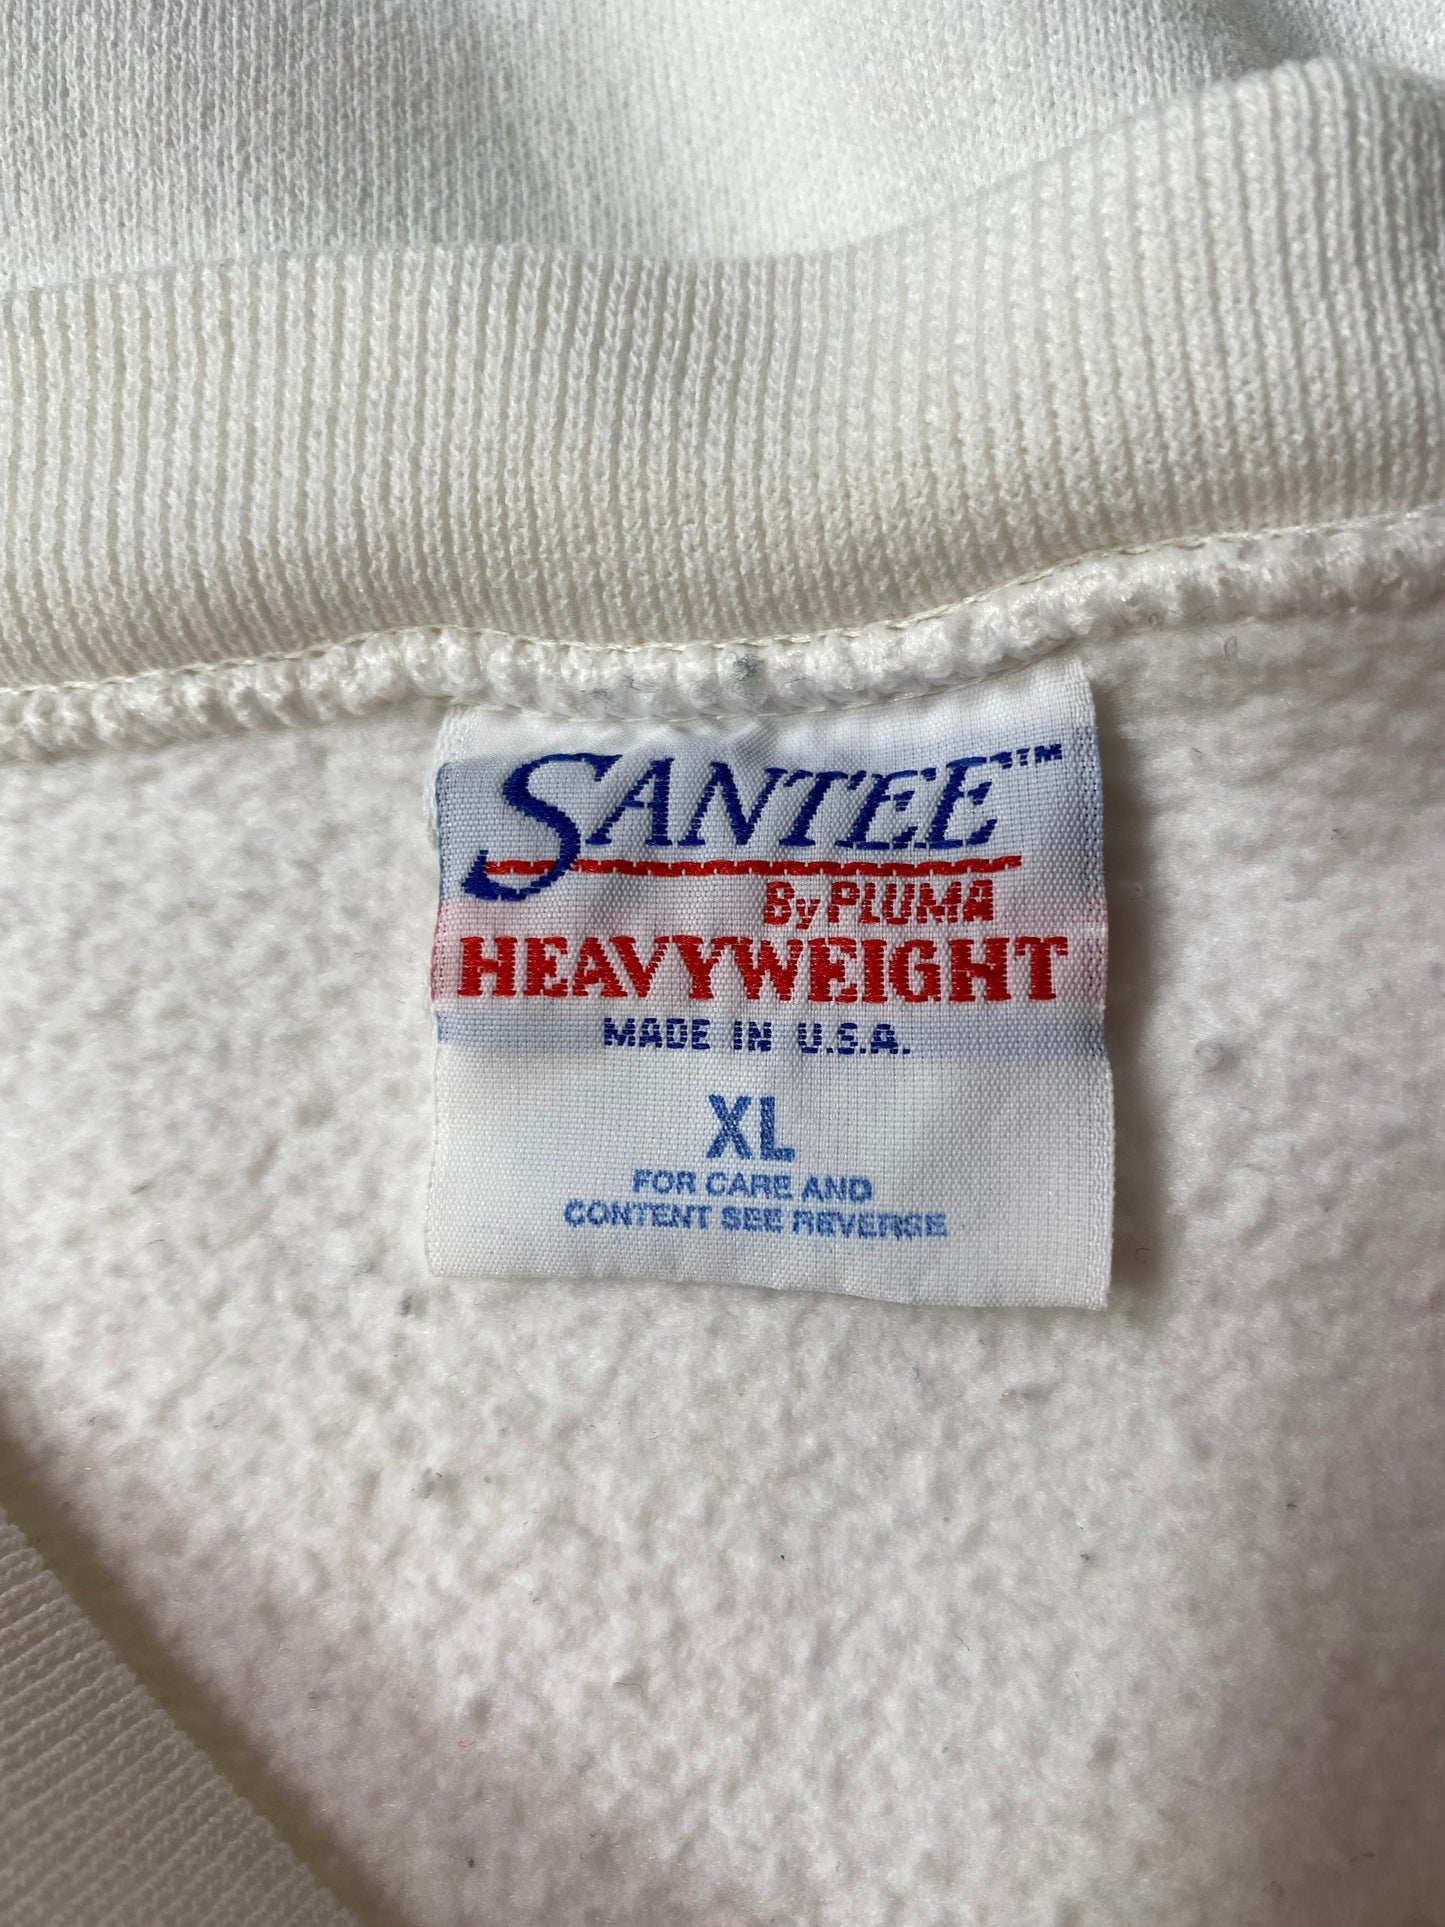 SANTEE™
By PLUMA
HEAVYWEIGHT
MADE IN U.S.A.
XL
FOR CARE AND
CONTENT SEE REVERSE